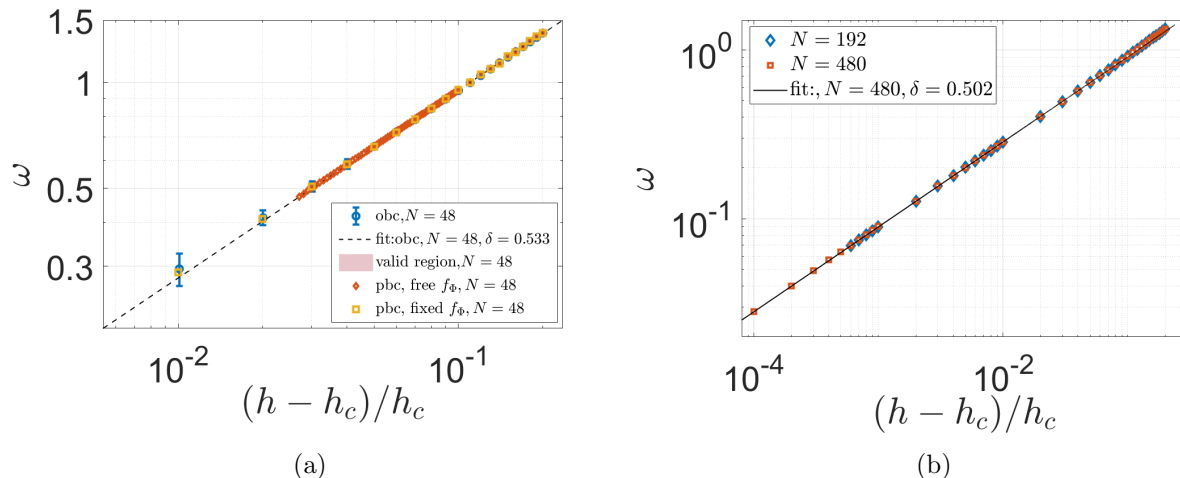 1.5
1
0.5
0.3
ω
10^-2
10^-1
(h − h_c)/h_c
obc,N = 48
fit:obc, N = 48, δ = 0.533
valid region,N = 48
pbc, free f_Φ, N = 48
pbc, fixed f_Φ, N = 48
(a)
10^0
10^-1
ω
10^-4
10^-2
(h − h_c)/h_c
N = 192
N = 480
fit:, N = 480, δ = 0.502
(b)